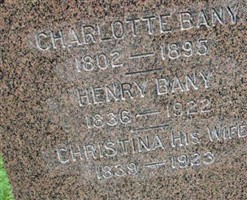 CHARLOTTE BANY
1802 — 1895
HENRY BANY
1836 — 1922
CHRISTINA HIS WIFE
1839 — 1923